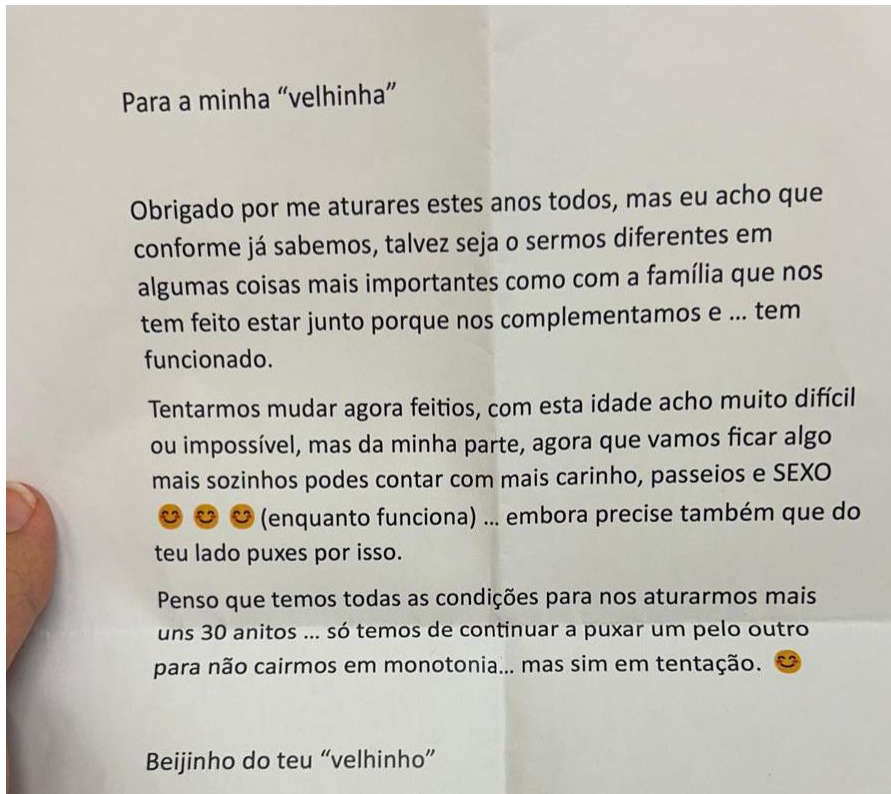 Para a minha “velhinha”
Obrigado por me aturares estes anos todos, mas eu acho que
conforme já sabemos, talvez seja o sermos diferentes em
algumas coisas mais importantes como com a família que nos
tem feito estar junto porque nos complementamos e ... tem
funcionado.
Tentarmos mudar agora feitios, com esta idade acho muito difícil
ou impossível, mas da minha parte, agora que vamos ficar algo
mais sozinhos podes contar com mais carinho, passeios e SEXO
😊 😊 😊 (enquanto funciona) ... embora precise também que do
teu lado puxes por isso.
Penso que temos todas as condições para nos aturarmos mais
uns 30 anitos ... só temos de continuar a puxar um pelo outro
para não cairmos em monotonia... mas sim em tentação. 😊
Beijinho do teu “velhinho”